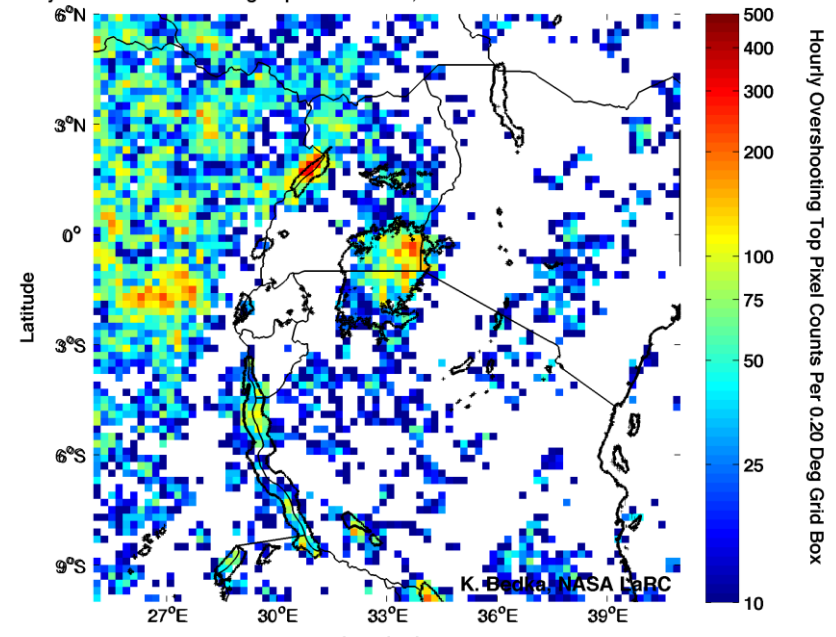 6°N
3°N
0°
3°S
6°S
9°S
Latitude
27°E
30°E
33°E
36°E
39°E
K. Bedka, NASA LaRC
500
400
300
200
100
75
50
25
10
Hourly Overshooting Top Pixel Counts Per 0.20 Deg Grid Box